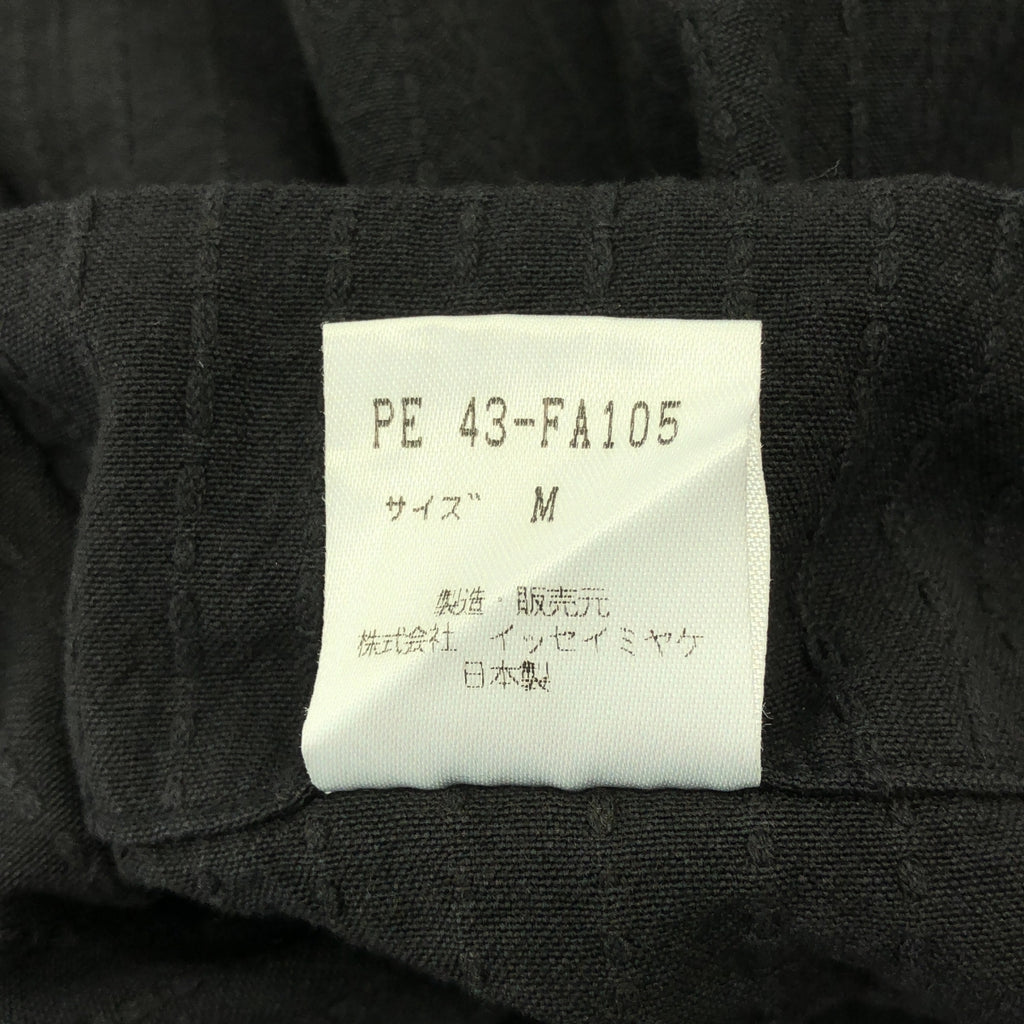 PE 43-FA105
サイズ M
製造・販売元
株式会社 イッセイミヤケ
日本製